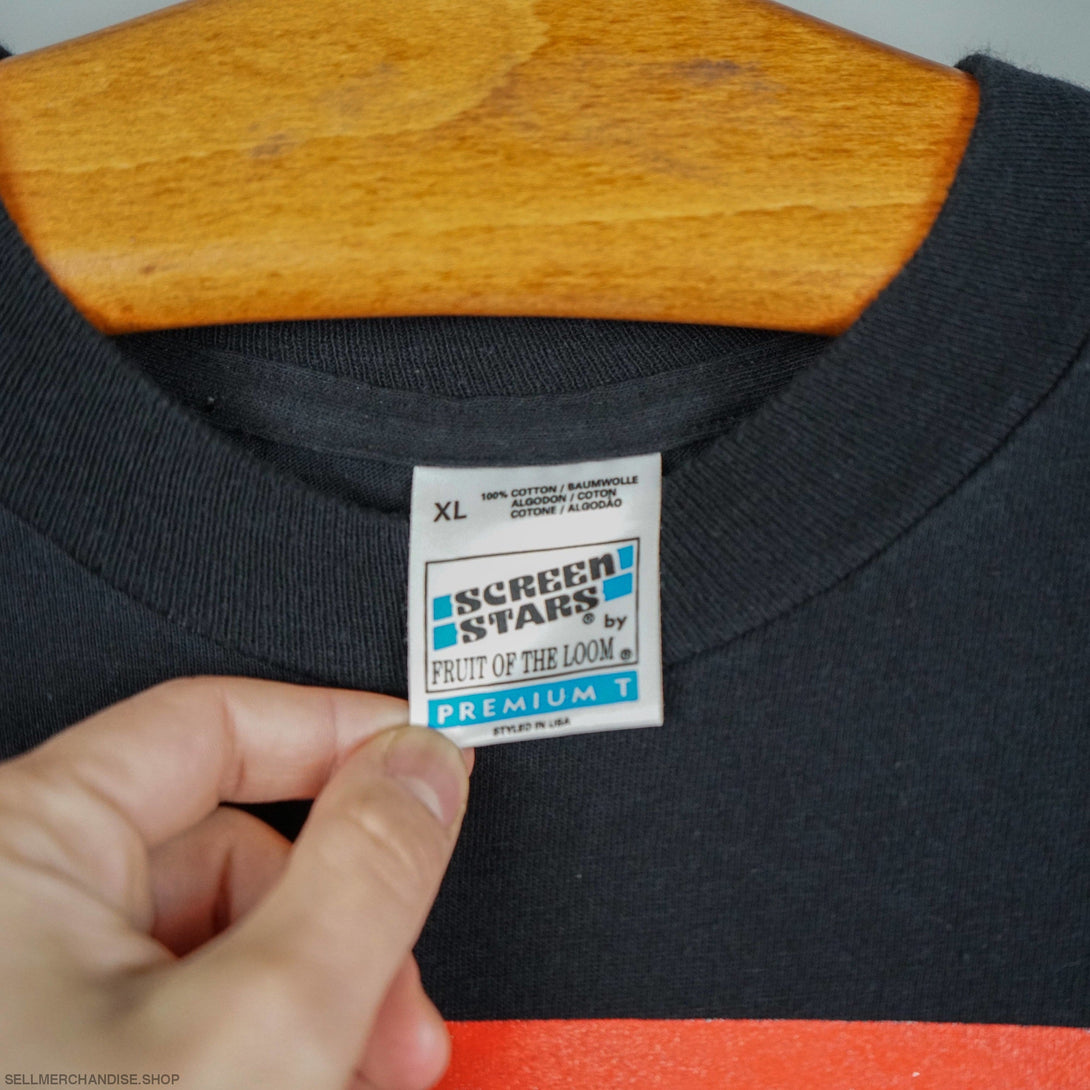 XL
100% COTTON / BAUMWOLLE
ALGODON / COTON
COTONE / ALGODÃO
SCREEN
STARS® by
FRUIT OF THE LOOM®
PREMIUM T
STYLED IN USA
SELLMERCHANDISE.SHOP